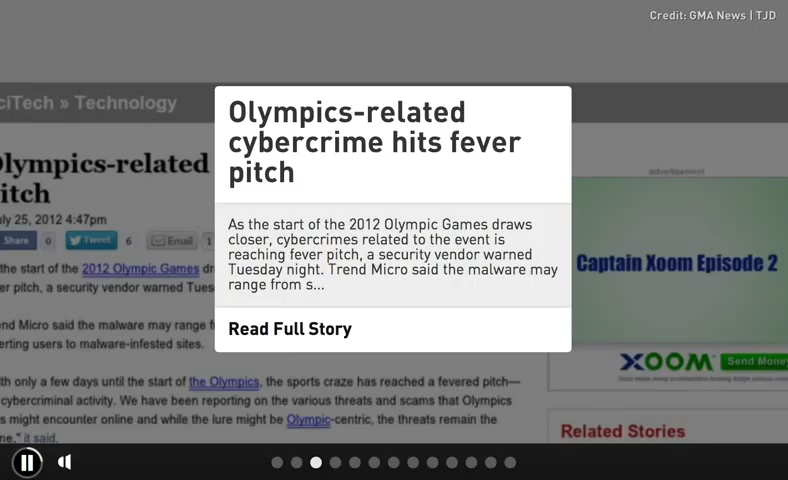 Credit: GMA News | TJD
ciTech » Technology
Olympics-related
cybercrime hits fever
pitch
As the start of the 2012 Olympic Games draws
closer, cybercrimes related to the event is
reaching fever pitch, a security vendor warned
Tuesday night. Trend Micro said the malware may
range from s...
Read Full Story
lympics-related
itch
ly 25, 2012 4:47pm
Share 0 Tweet 6 Email 1
the start of the 2012 Olympic Games dr
er pitch, a security vendor warned Tues
nd Micro said the malware may range f
erting users to malware-infested sites.
ith only a few days until the start of the Olympics, the sports craze has reached a fevered pitch—
cybercriminal activity. We have been reporting on the various threats and scams that Olympics
s might encounter online and while the lure might be Olympic-centric, the threats remain the
me," it said.
advertisement
Captain Xoom Episode 2
XOOM Send Money
Related Stories